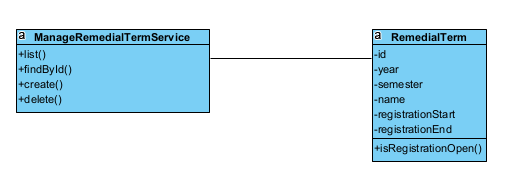 a ManageRemedialTermService
+list()
+findById()
+create()
+delete()
a RemedialTerm
-id
-year
-semester
-name
-registrationStart
-registrationEnd
+isRegistrationOpen()